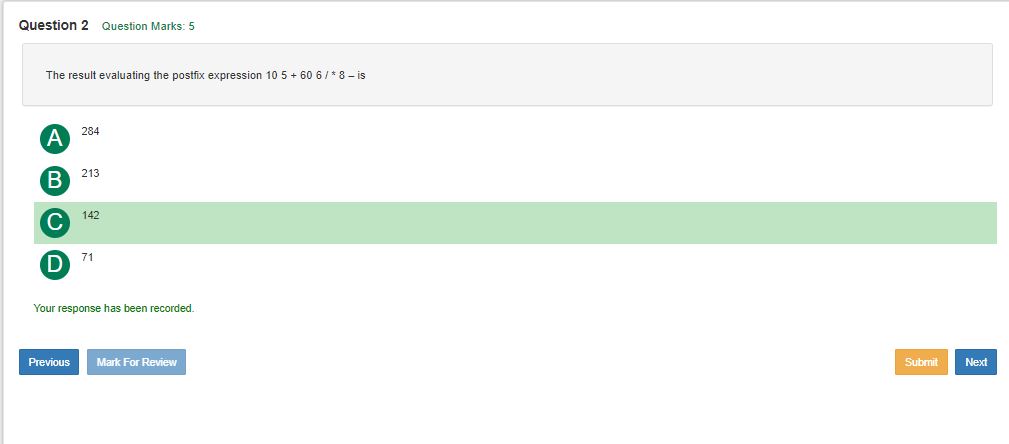 Question 2 Question Marks: 5
The result evaluating the postfix expression 10 5 + 60 6 / * 8 – is
A 284
B 213
C 142
D 71
Your response has been recorded.
Previous Mark For Review Submit Next